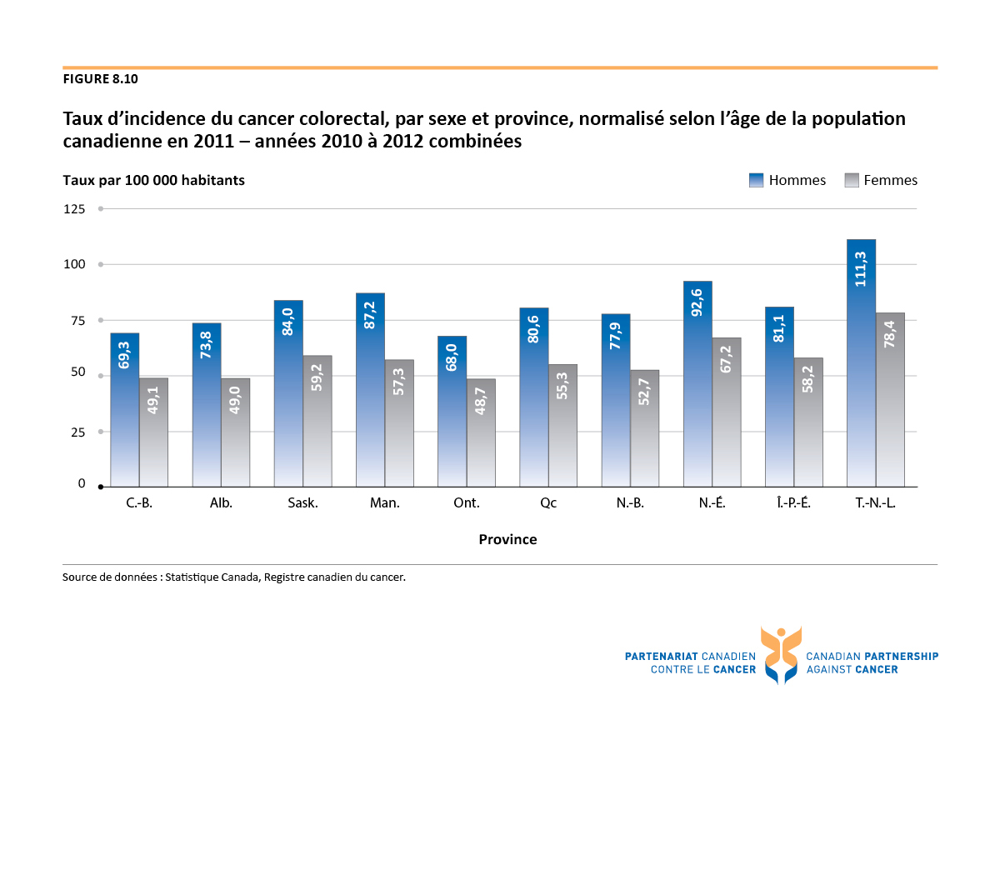 FIGURE 8.10
Taux d’incidence du cancer colorectal, par sexe et province, normalisé selon l’âge de la population
canadienne en 2011 – années 2010 à 2012 combinées
Taux par 100 000 habitants
Hommes
Femmes
125
100
75
50
25
0
69,3
49,1
73,8
49,0
84,0
59,2
87,2
57,3
68,0
48,7
80,6
55,3
77,9
52,7
92,6
67,2
81,1
58,2
111,3
78,4
C.-B.
Alb.
Sask.
Man.
Ont.
Qc
N.-B.
N.-É.
Î.-P.-É.
T.-N.-L.
Province
Source de données : Statistique Canada, Registre canadien du cancer.
PARTENARIAT CANADIEN
CONTRE LE CANCER
CANADIAN PARTNERSHIP
AGAINST CANCER